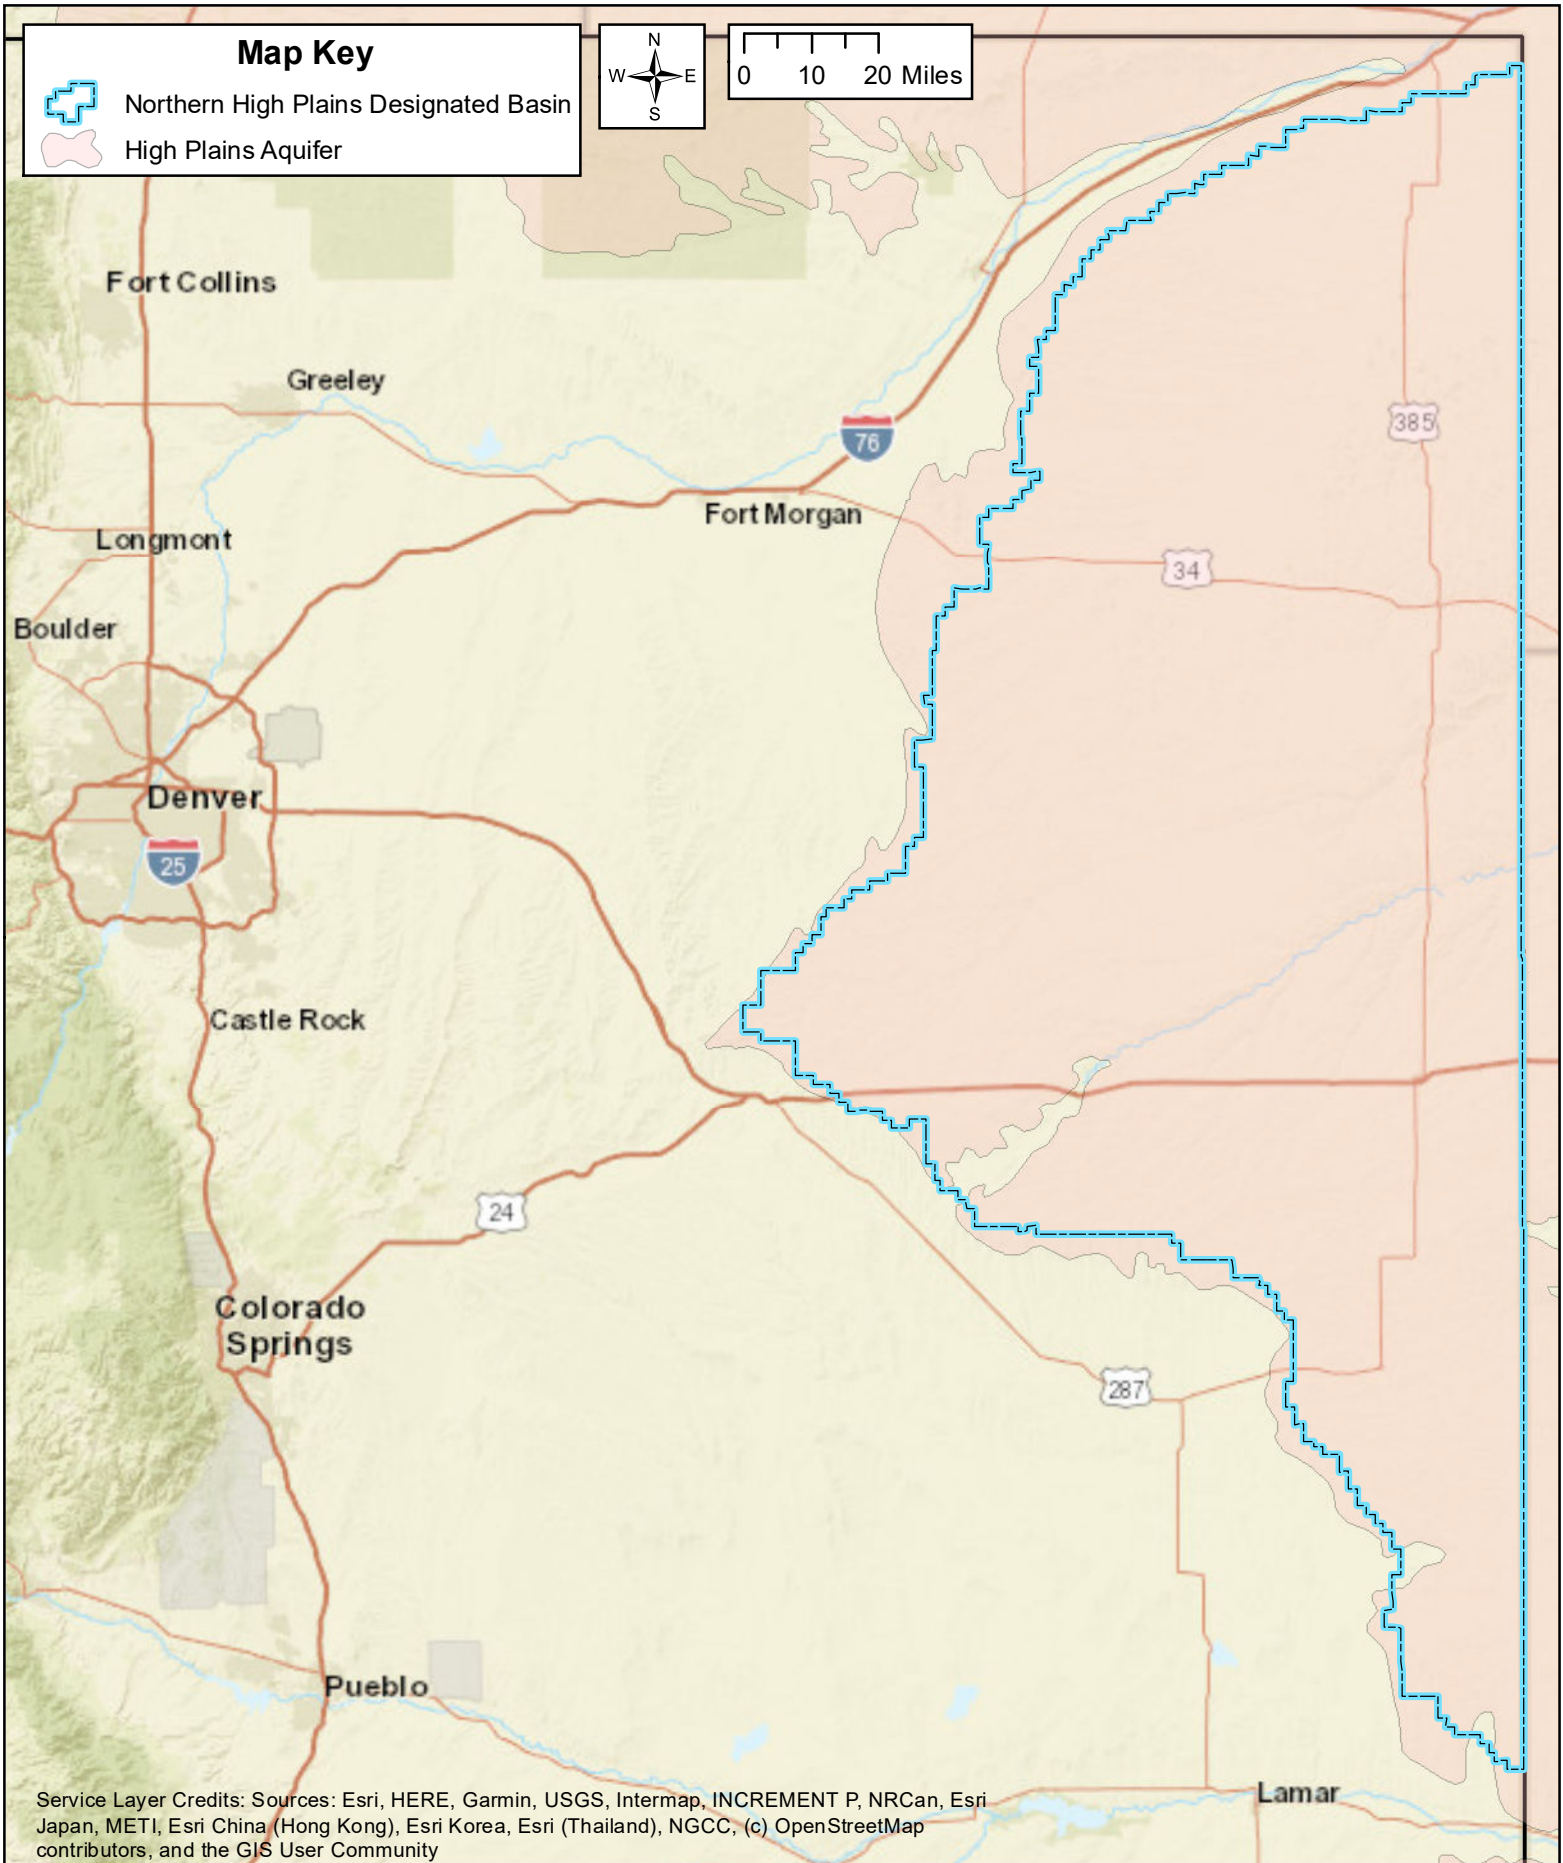 Map Key
Northern High Plains Designated Basin
High Plains Aquifer
N
W E
S
0 10 20 Miles
Fort Collins
Greeley
76
385
Fort Morgan
Longmont
34
Boulder
Denver
25
Castle Rock
24
Colorado
Springs
287
Pueblo
Lamar
Service Layer Credits: Sources: Esri, HERE, Garmin, USGS, Intermap, INCREMENT P, NRCan, Esri
Japan, METI, Esri China (Hong Kong), Esri Korea, Esri (Thailand), NGCC, (c) OpenStreetMap
contributors, and the GIS User Community